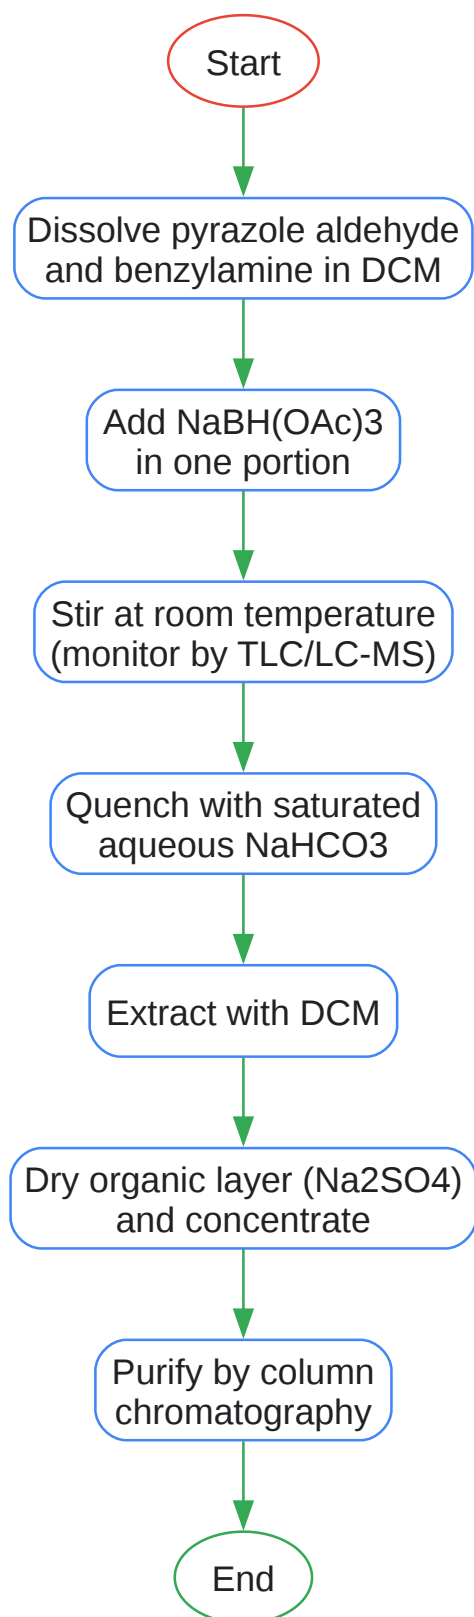 Start
Dissolve pyrazole aldehyde
and benzylamine in DCM
Add NaBH(OAc)3
in one portion
Stir at room temperature
(monitor by TLC/LC-MS)
Quench with saturated
aqueous NaHCO3
Extract with DCM
Dry organic layer (Na2SO4)
and concentrate
Purify by column
chromatography
End